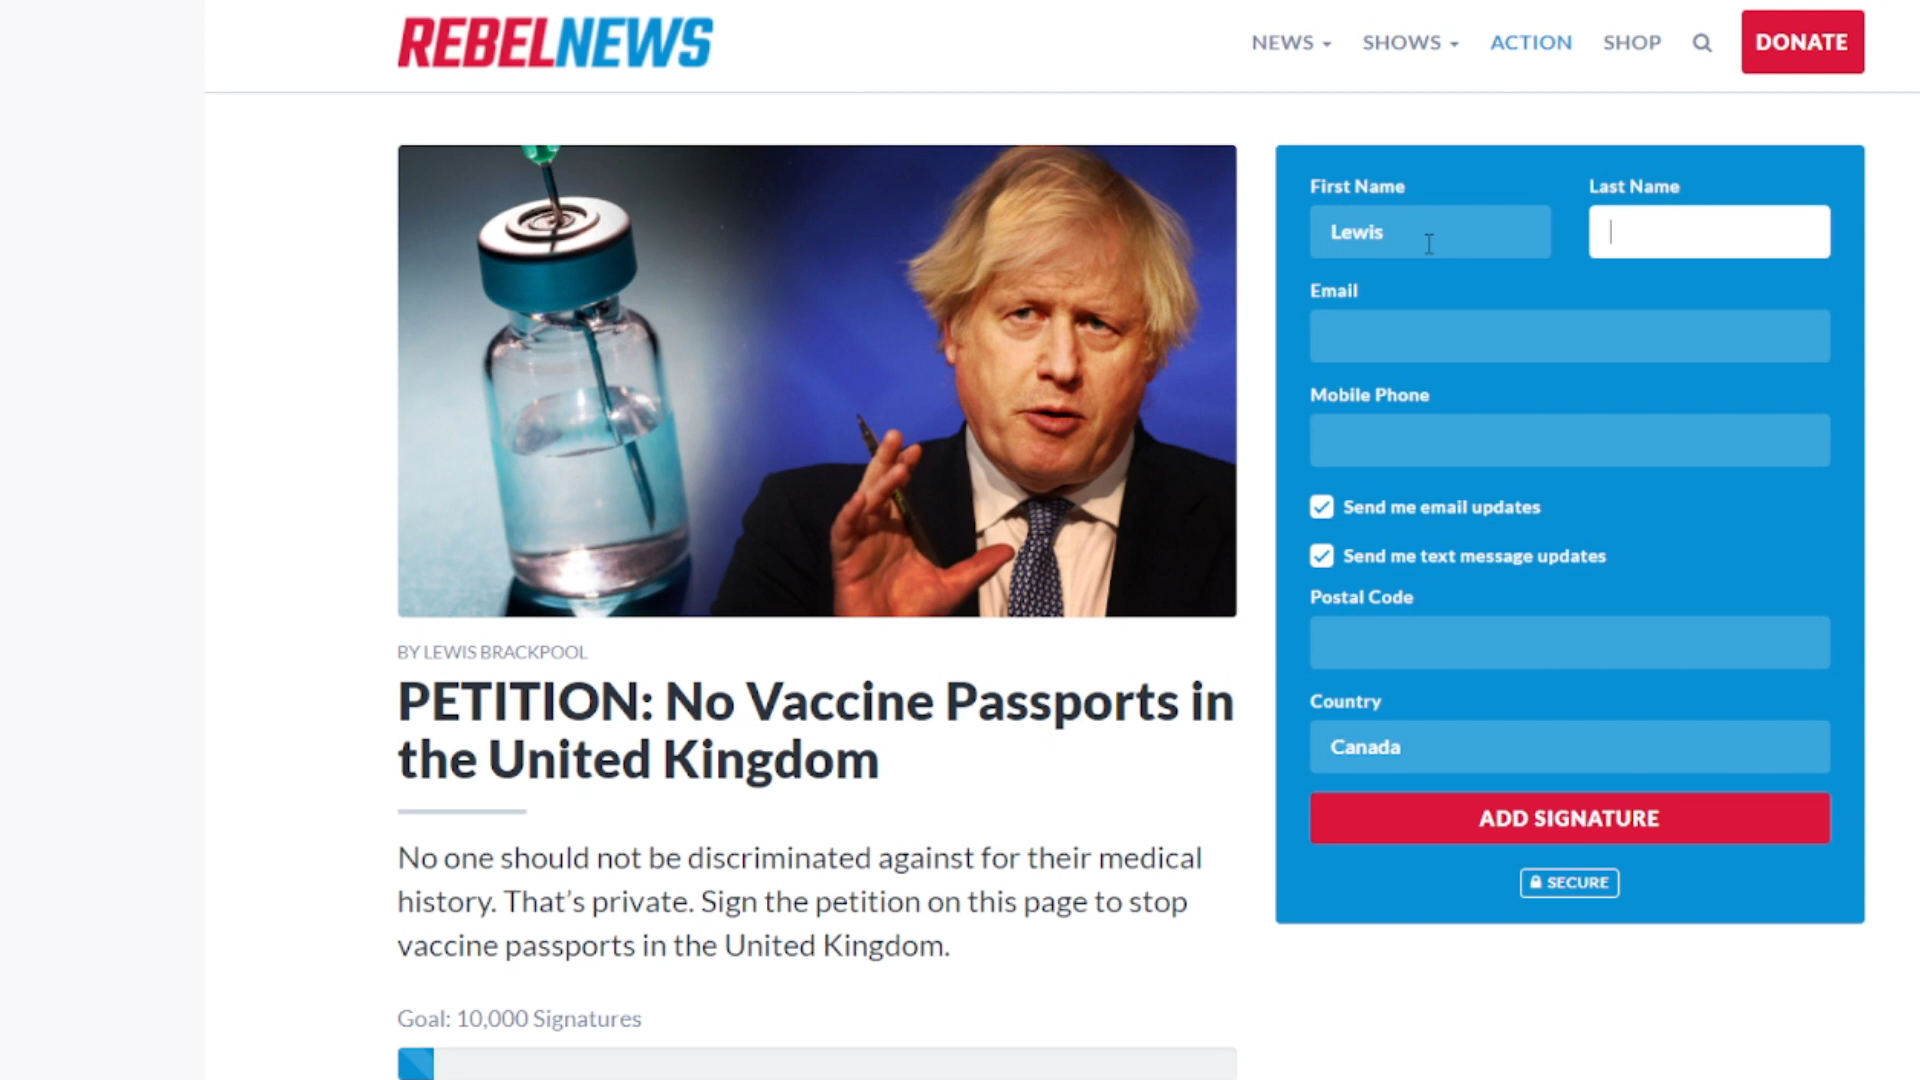 REBELNEWS
NEWS
SHOWS
ACTION
SHOP
DONATE
First Name
Last Name
Lewis
Email
Mobile Phone
Send me email updates
Send me text message updates
Postal Code
Country
Canada
ADD SIGNATURE
SECURE
BY LEWIS BRACKPOOL
PETITION: No Vaccine Passports in
the United Kingdom
No one should not be discriminated against for their medical
history. That’s private. Sign the petition on this page to stop
vaccine passports in the United Kingdom.
Goal: 10,000 Signatures